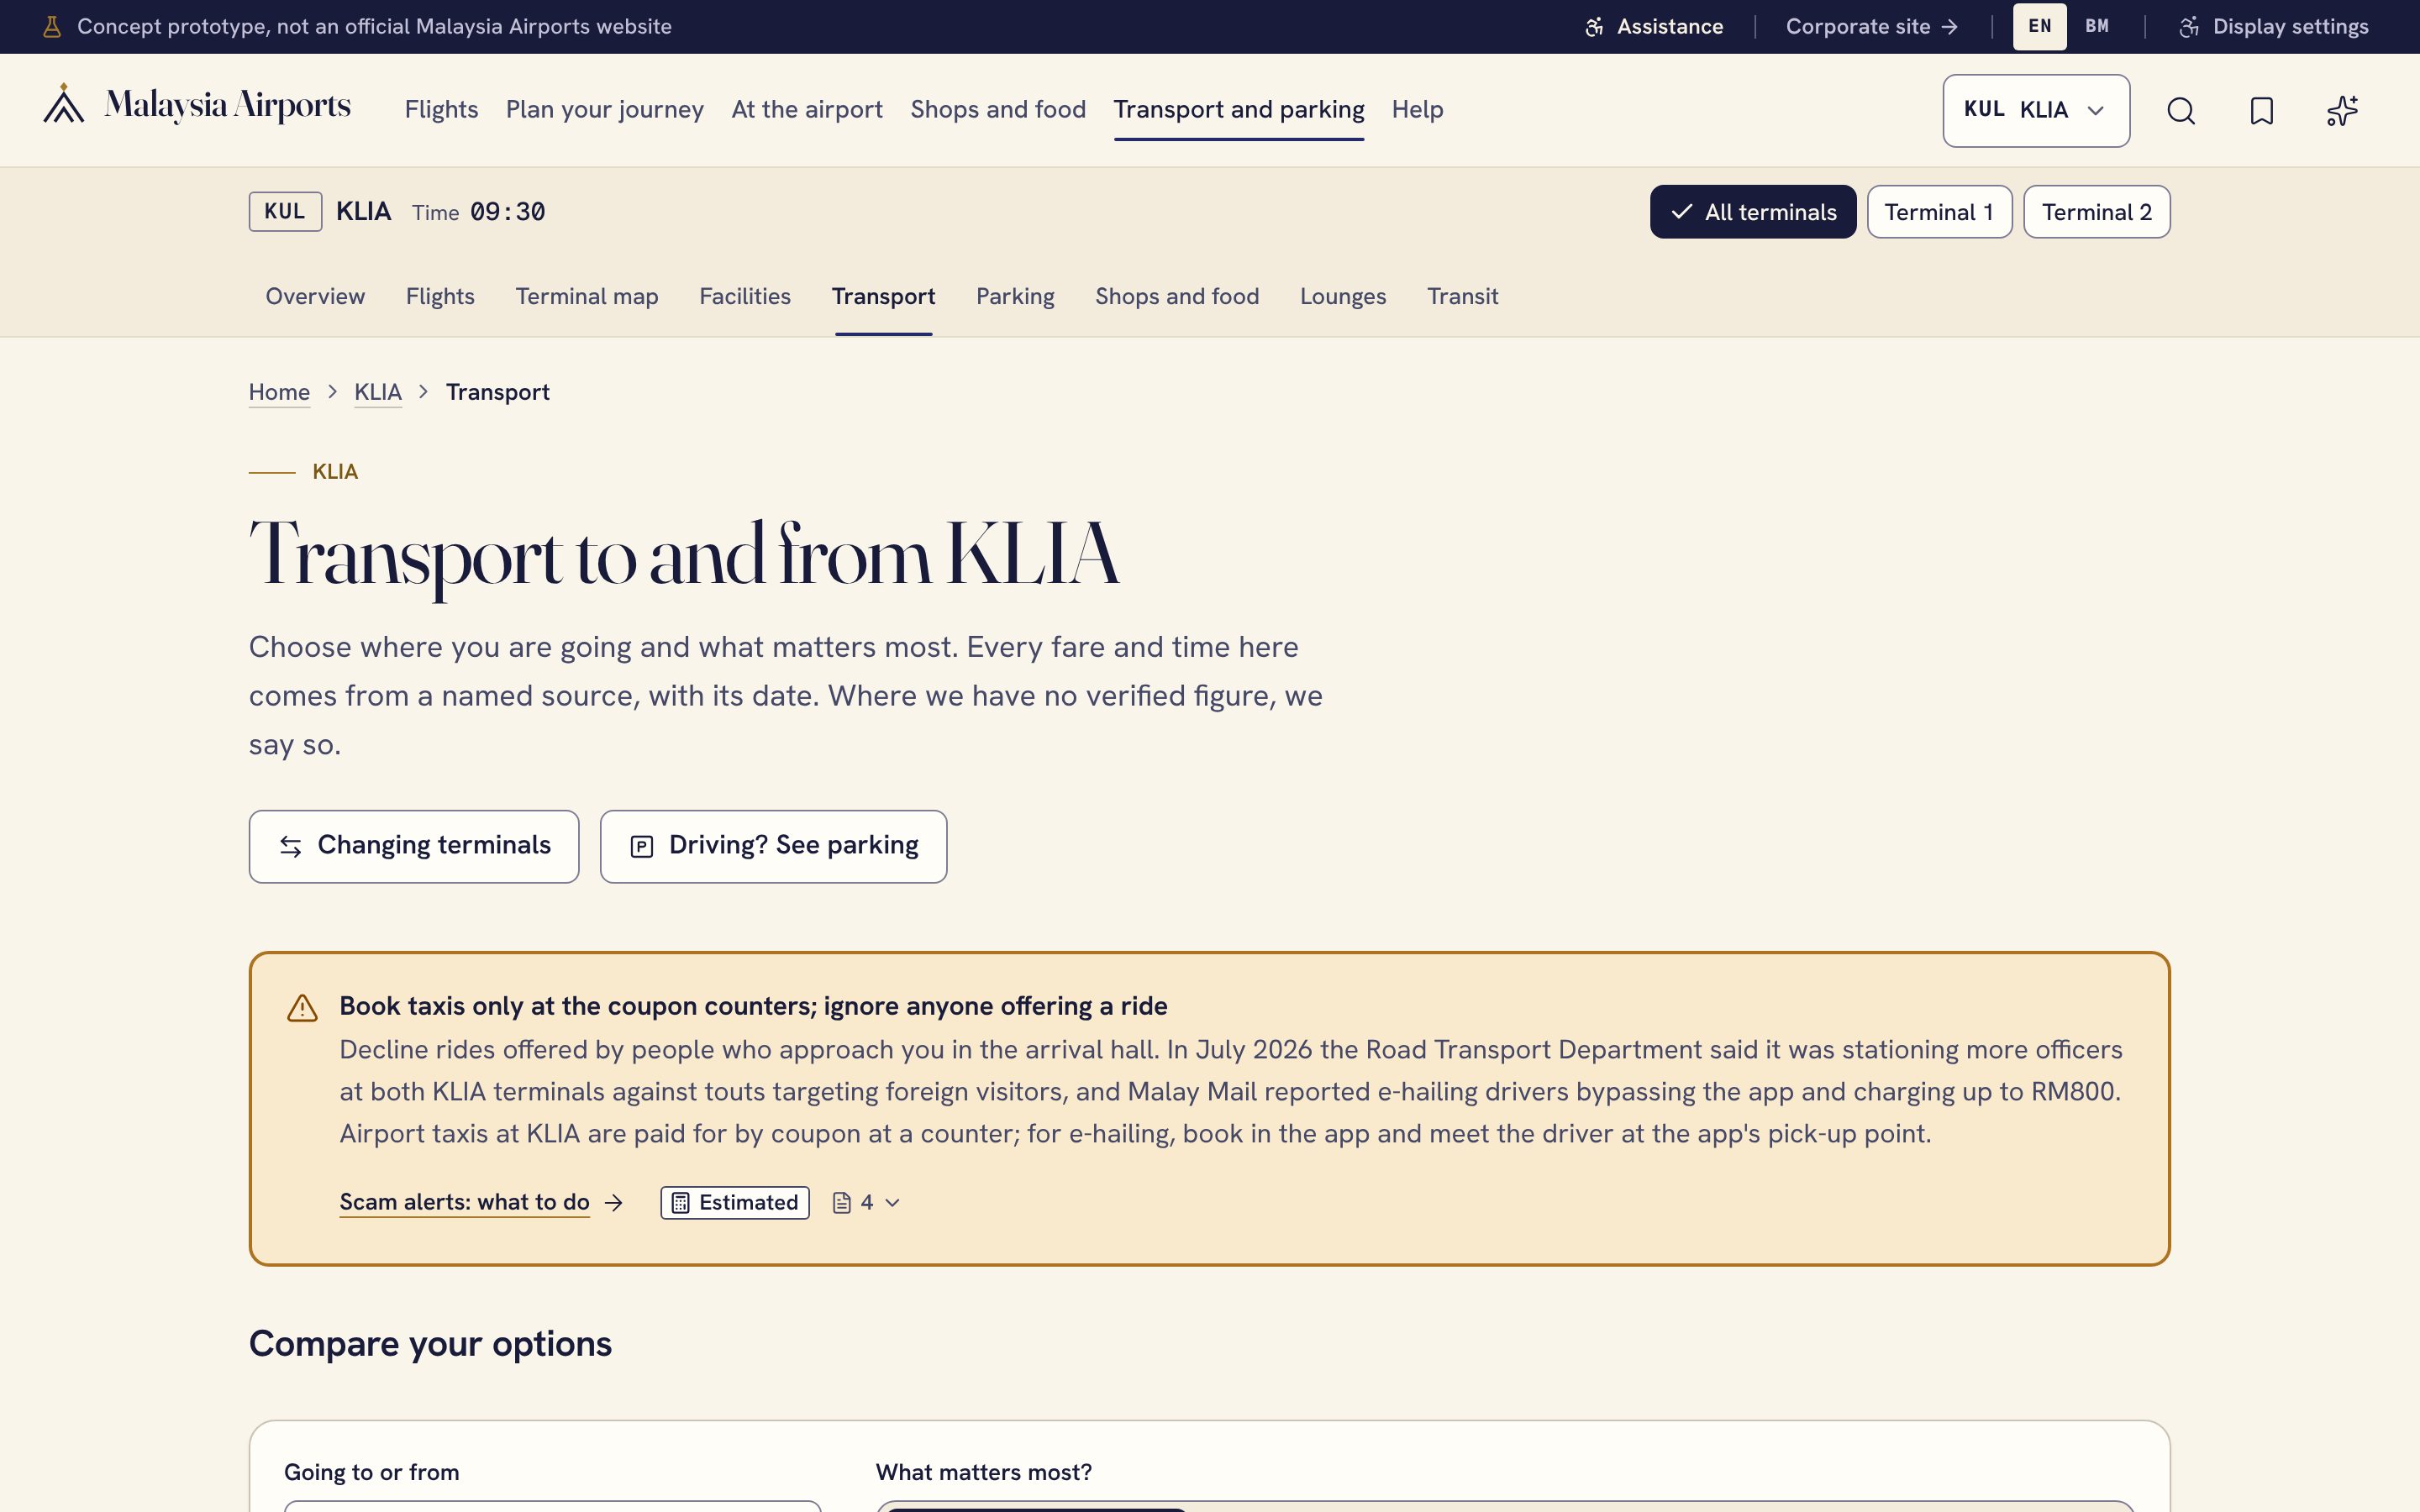 Concept prototype, not an official Malaysia Airports website
Assistance
Corporate site →
EN
BM
Display settings
Malaysia Airports
Flights
Plan your journey
At the airport
Shops and food
Transport and parking
Help
KUL KLIA
KUL KLIA Time 09:30
All terminals
Terminal 1
Terminal 2
Overview
Flights
Terminal map
Facilities
Transport
Parking
Shops and food
Lounges
Transit
Home > KLIA > Transport
KLIA
Transport to and from KLIA
Choose where you are going and what matters most. Every fare and time here
comes from a named source, with its date. Where we have no verified figure, we
say so.
Changing terminals
Driving? See parking
Book taxis only at the coupon counters; ignore anyone offering a ride
Decline rides offered by people who approach you in the arrival hall. In July 2026 the Road Transport Department said it was stationing more officers
at both KLIA terminals against touts targeting foreign visitors, and Malay Mail reported e-hailing drivers bypassing the app and charging up to RM800.
Airport taxis at KLIA are paid for by coupon at a counter; for e-hailing, book in the app and meet the driver at the app's pick-up point.
Scam alerts: what to do →
Estimated
4
Compare your options
Going to or from
What matters most?